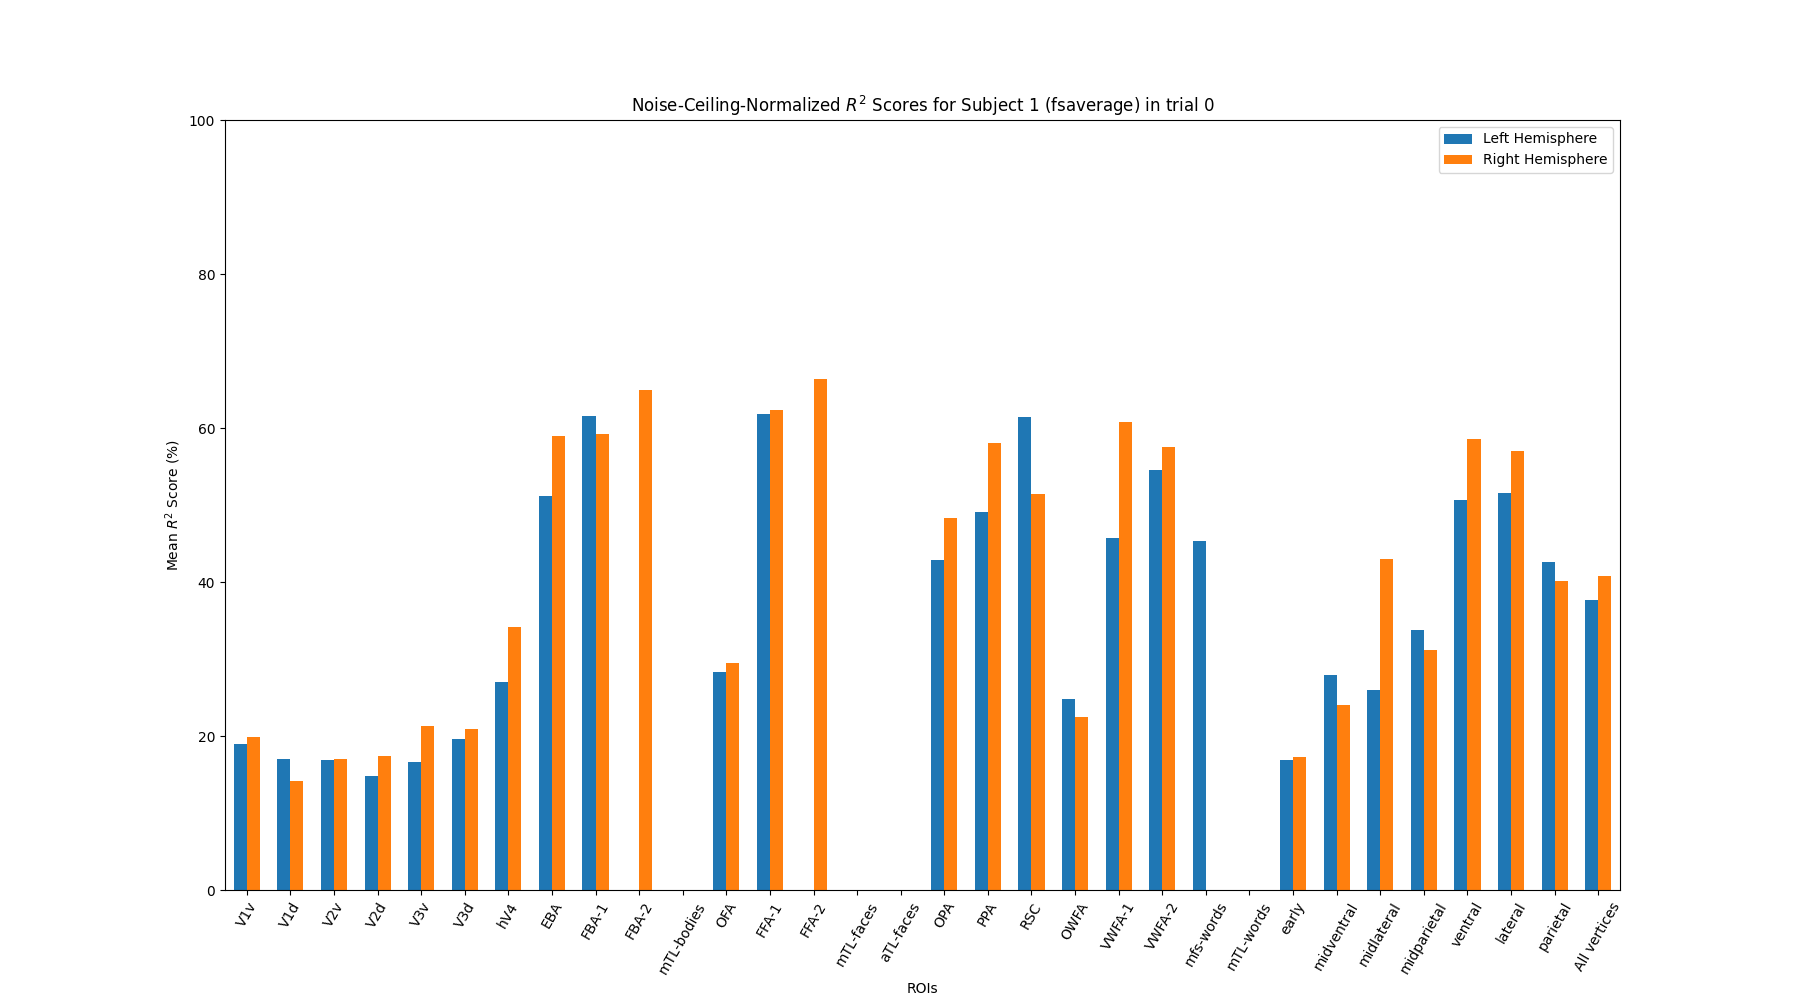 Noise-Ceiling-Normalized R² Scores for Subject 1 (fsaverage) in trial 0
100
80
60
40
20
0
Mean R² Score (%)
Left Hemisphere
Right Hemisphere
V1v
V1d
V2v
V2d
V3v
V3d
hV4
EBA
FBA-1
FBA-2
mTL-bodies
OFA
FFA-1
FFA-2
mTL-faces
aTL-faces
OPA
PPA
RSC
OWFA
VWFA-1
VWFA-2
mfs-words
mTL-words
early
midventral
midlateral
midparietal
ventral
lateral
parietal
All vertices
ROIs